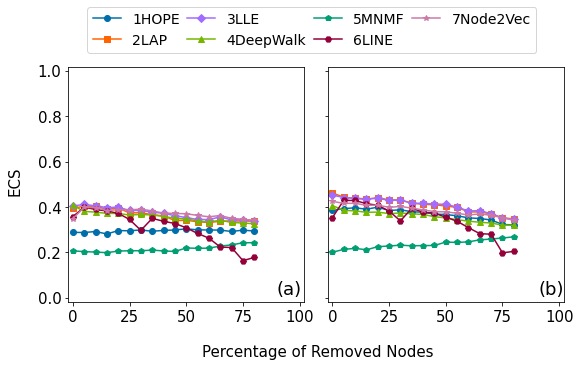 1HOPE 3LLE 5MNMF 7Node2Vec
2LAP 4DeepWalk 6LINE
1.0
0.8
0.6
0.4
0.2
0.0
ECS
(a) (b)
0 25 50 75 100 0 25 50 75 100
Percentage of Removed Nodes